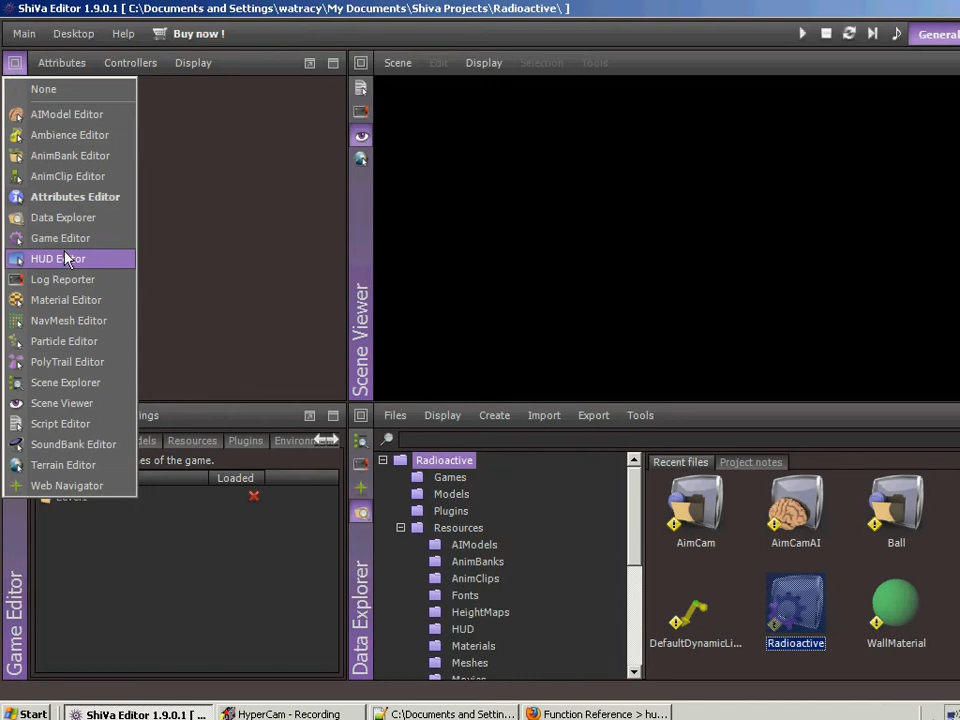 ShiVa Editor 1.9.0.1 [ C:\Documents and Settings\watracy\My Documents\Shiva Projects\Radioactive\ ]
Main Desktop Help Buy now ! General
Attributes Controllers Display
Scene Edit Display Selection Tools
None
AIModel Editor
Ambience Editor
AnimBank Editor
AnimClip Editor
Attributes Editor
Data Explorer
Game Editor
HUD Editor
Log Reporter
Material Editor
NavMesh Editor
Particle Editor
PolyTrail Editor
Scene Explorer
Scene Viewer
Script Editor
SoundBank Editor
Terrain Editor
Web Navigator
Scene Viewer
ngs
dels Resources Plugins Environ
es of the game.
Loaded
Game Editor
Files Display Create Import Export Tools
Radioactive
Games
Models
Plugins
Resources
AIModels
AnimBanks
AnimClips
Fonts
HeightMaps
HUD
Materials
Meshes
Movies
Data Explorer
Recent files Project notes
AimCam AimCamAI Ball
DefaultDynamicLi... Radioactive WallMaterial
Start ShiVa Editor 1.9.0.1 [ ... HyperCam - Recording C:\Documents and Settin... Function Reference > hu...